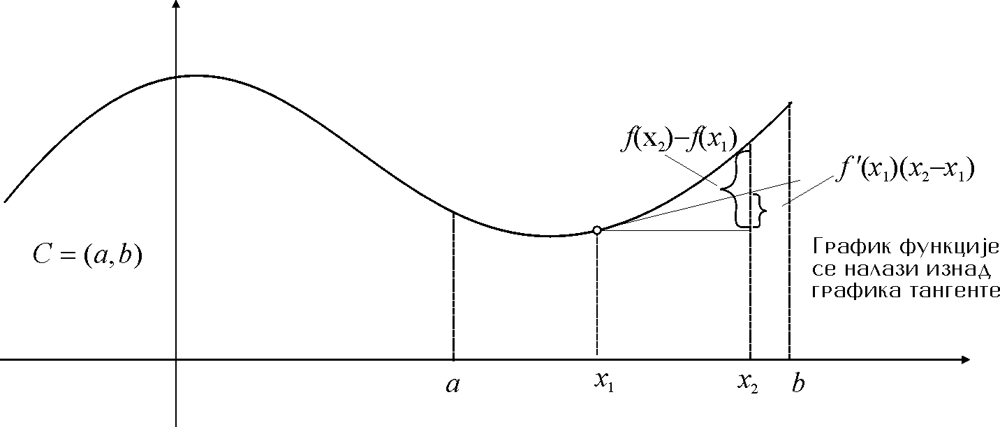 f(x₂)−f(x₁)
f′(x₁)(x₂−x₁)
C = (a, b)
График функције
се налази изнад
графика тангенте
a
x₁
x₂
b